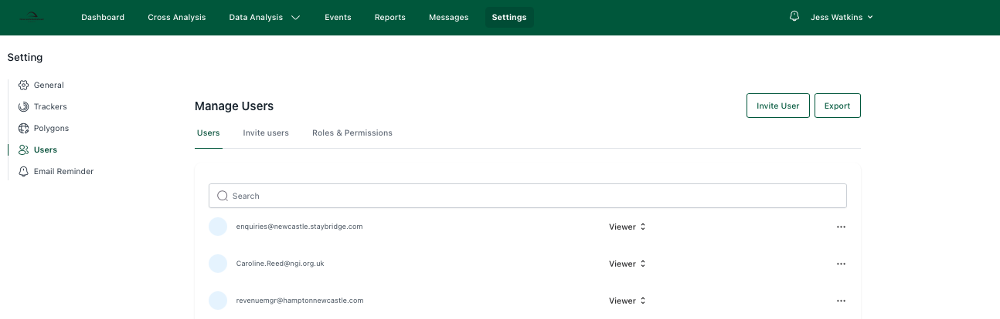 Dashboard Cross Analysis Data Analysis Events Reports Messages Settings Jess Watkins
Setting
General
Trackers
Polygons
Users
Email Reminder
Manage Users Invite User Export
Users Invite users Roles & Permissions
Search
enquiries@newcastle.staybridge.com Viewer
Caroline.Reed@ngi.org.uk Viewer
revenuemgr@hamptonnewcastle.com Viewer